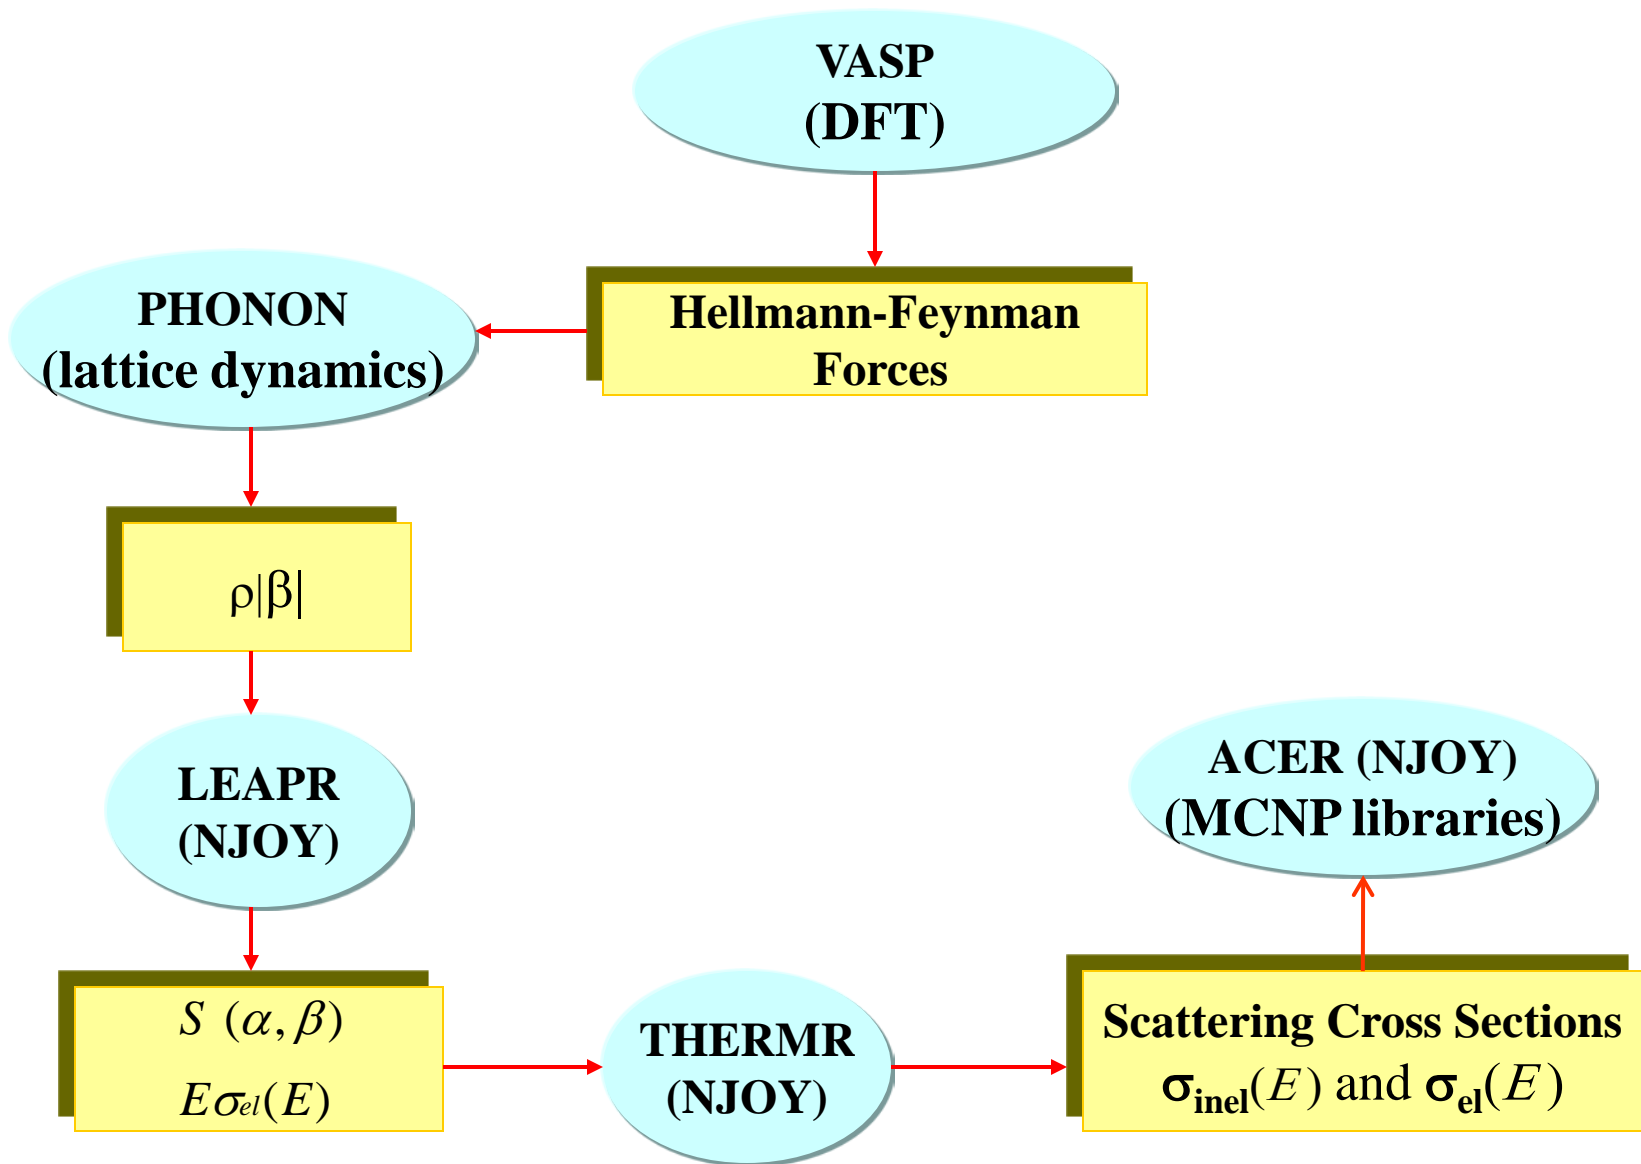 VASP
(DFT)
Hellmann-Feynman
Forces
PHONON
(lattice dynamics)
ρ|β|
LEAPR
(NJOY)
S (α, β)
Eσel(E)
THERMR
(NJOY)
Scattering Cross Sections
σinel(E) and σel(E)
ACER (NJOY)
(MCNP libraries)